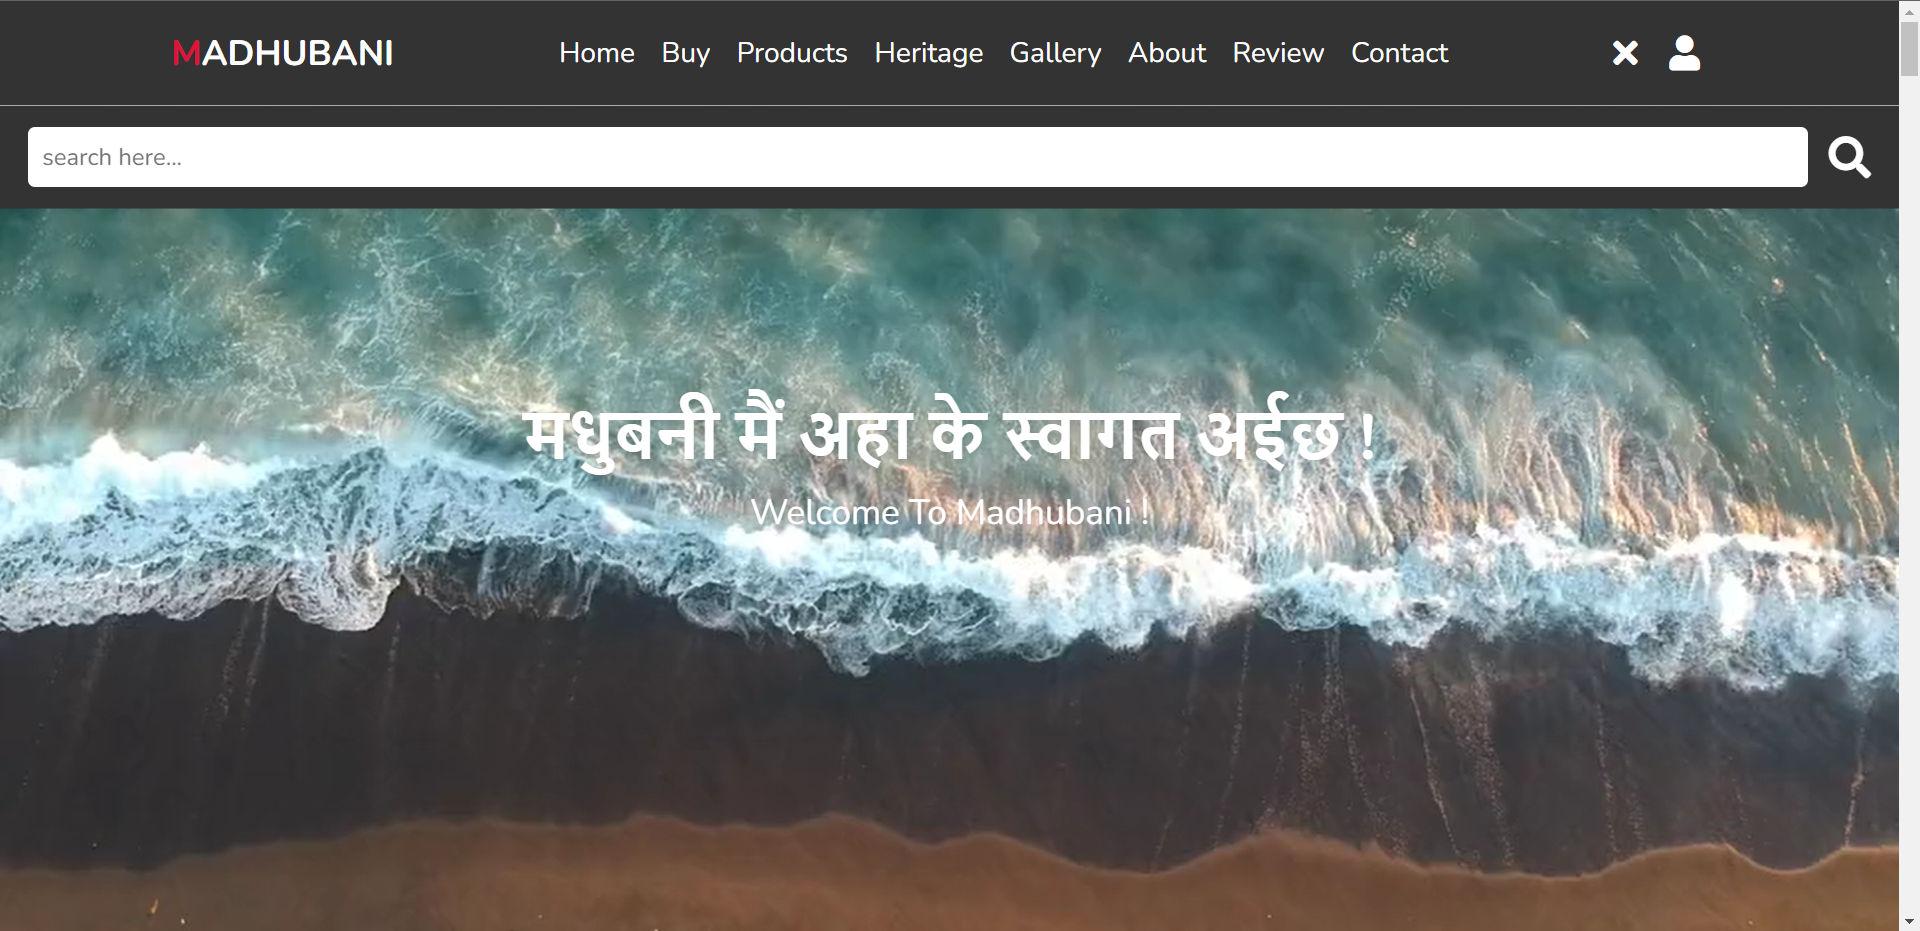 MADHUBANI Home Buy Products Heritage Gallery About Review Contact
search here...
मधुबनी मैं अहा के स्वागत अईछ !
Welcome To Madhubani !